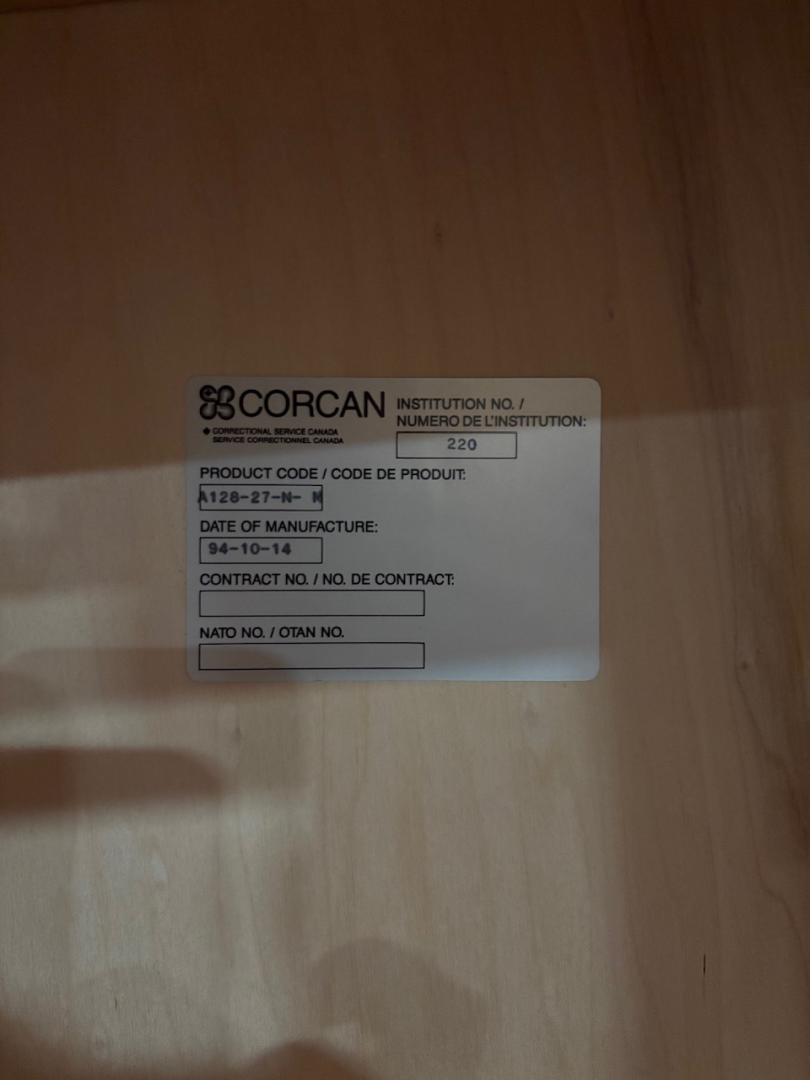 CORCAN
CORRECTIONAL SERVICE CANADA
SERVICE CORRECTIONNEL CANADA
INSTITUTION NO. /
NUMERO DE L'INSTITUTION:
220
PRODUCT CODE / CODE DE PRODUIT:
A128-27-N- N
DATE OF MANUFACTURE:
94-10-14
CONTRACT NO. / NO. DE CONTRACT:
NATO NO. / OTAN NO.